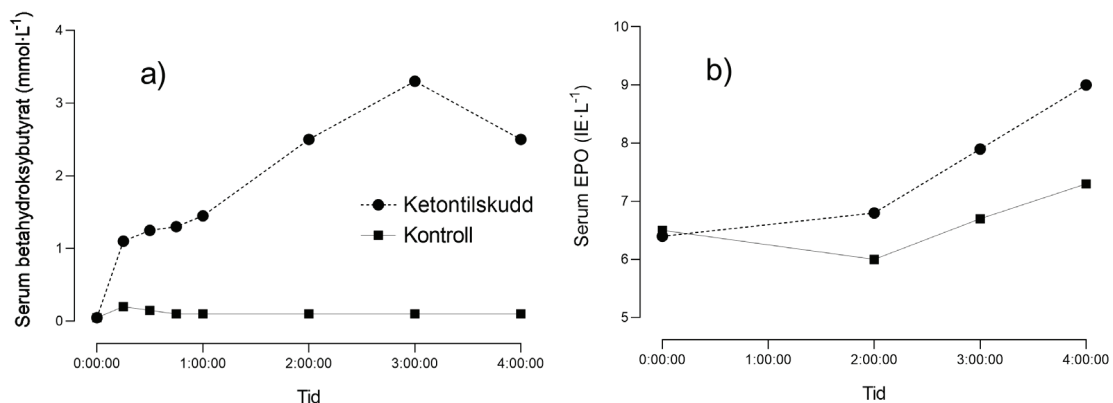 a)
Serum betahydroksybutyrat (mmol·L⁻¹)
4
3
2
1
0
Ketontilskudd
Kontroll
0:00:00 1:00:00 2:00:00 3:00:00 4:00:00
Tid
b)
Serum EPO (IE·L⁻¹)
10
9
8
7
6
5
0:00:00 1:00:00 2:00:00 3:00:00 4:00:00
Tid